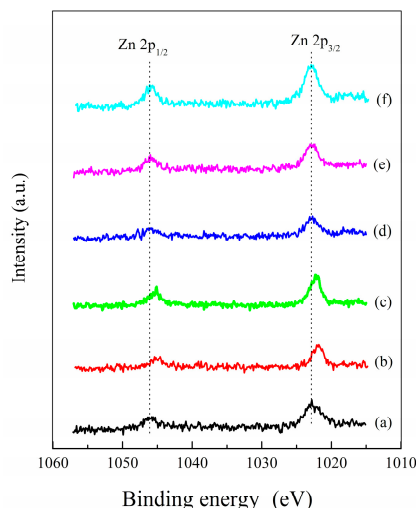 Zn 2p1/2 Zn 2p3/2
(f)
(e)
(d)
(c)
(b)
(a)
Intensity (a.u.)
1060 1050 1040 1030 1020 1010
Binding energy (eV)